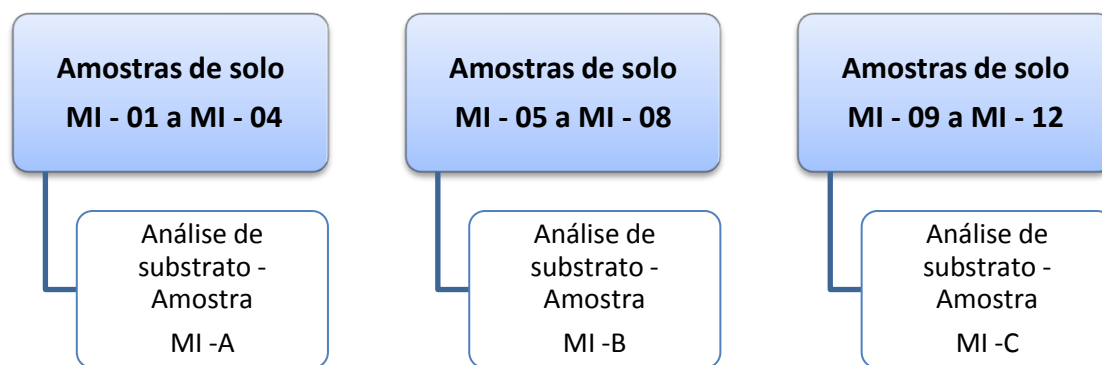 Amostras de solo
MI - 01 a MI - 04
Análise de
substrato -
Amostra
MI -A
Amostras de solo
MI - 05 a MI - 08
Análise de
substrato -
Amostra
MI -B
Amostras de solo
MI - 09 a MI - 12
Análise de
substrato -
Amostra
MI -C